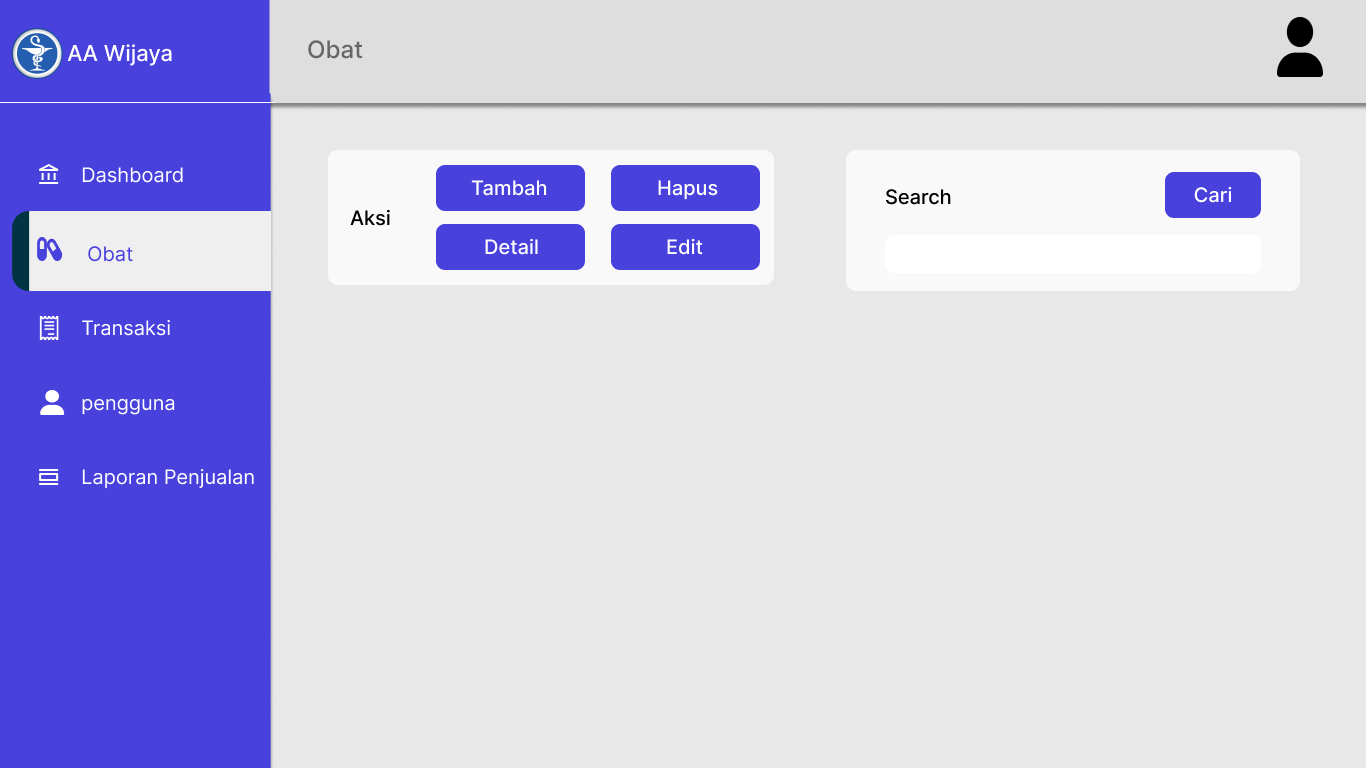 AA Wijaya
Obat
Dashboard
Obat
Transaksi
pengguna
Laporan Penjualan
Aksi
Tambah
Hapus
Detail
Edit
Search
Cari